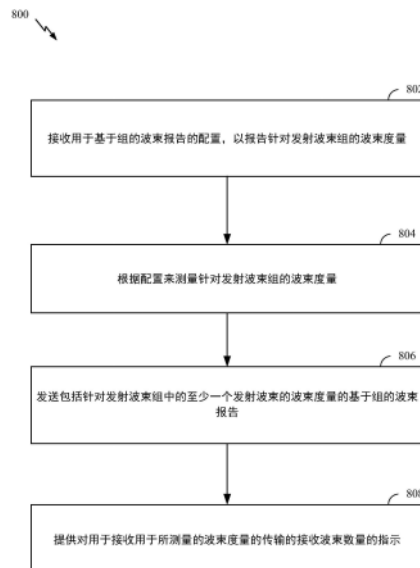 800
802
接收用于基于组的波束报告的配置，以报告针对发射波束组的波束度量
804
根据配置来测量针对发射波束组的波束度量
806
发送包括针对发射波束组中的至少一个发射波束的波束度量的基于组的波束
报告
808
提供对用于接收用于所测量的波束度量的传输的接收波束数量的指示